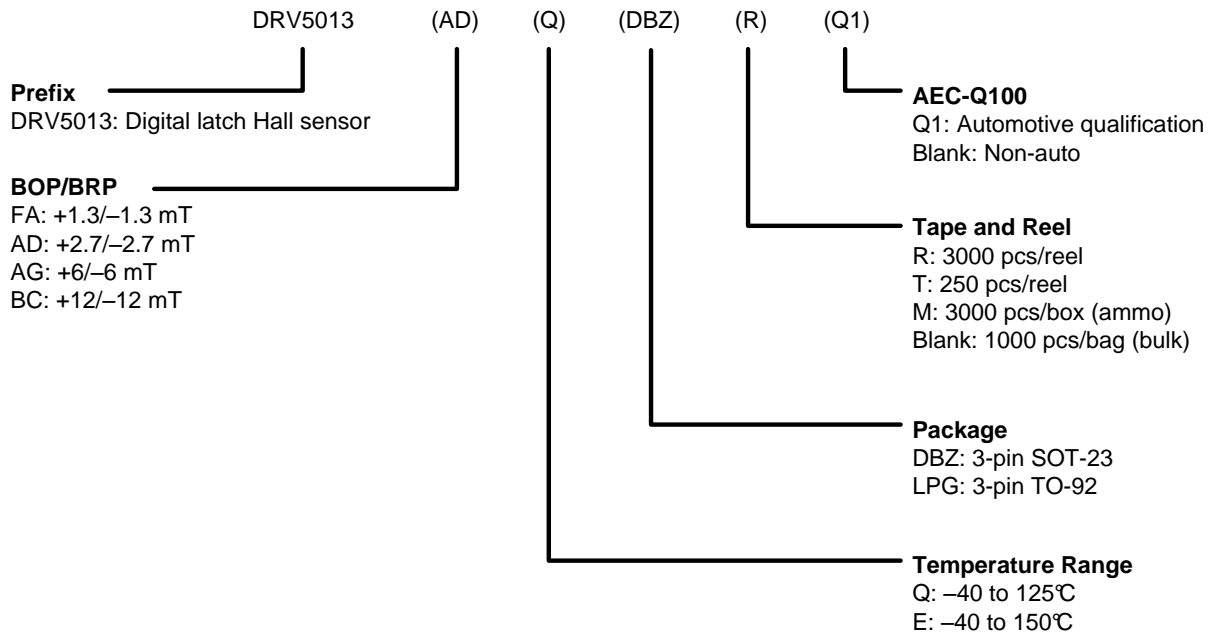 DRV5013 (AD) (Q) (DBZ) (R) (Q1)
Prefix
DRV5013: Digital latch Hall sensor
BOP/BRP
FA: +1.3/–1.3 mT
AD: +2.7/–2.7 mT
AG: +6/–6 mT
BC: +12/–12 mT
AEC-Q100
Q1: Automotive qualification
Blank: Non-auto
Tape and Reel
R: 3000 pcs/reel
T: 250 pcs/reel
M: 3000 pcs/box (ammo)
Blank: 1000 pcs/bag (bulk)
Package
DBZ: 3-pin SOT-23
LPG: 3-pin TO-92
Temperature Range
Q: –40 to 125°C
E: –40 to 150°C